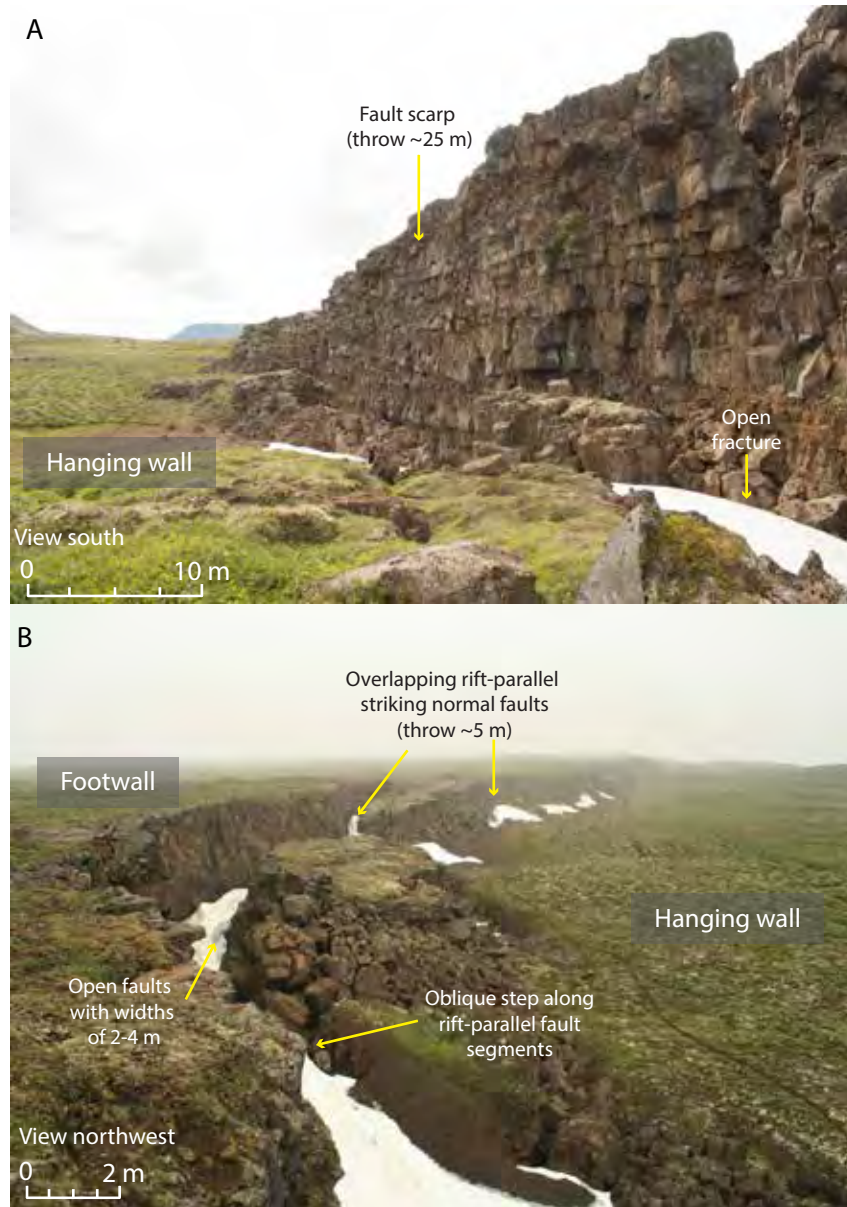 A
Fault scarp
(throw ~25 m)
Open
fracture
Hanging wall
View south
0 10 m
B
Overlapping rift-parallel
striking normal faults
(throw ~5 m)
Footwall
Hanging wall
Open faults
with widths
of 2-4 m
Oblique step along
rift-parallel fault
segments
View northwest
0 2 m